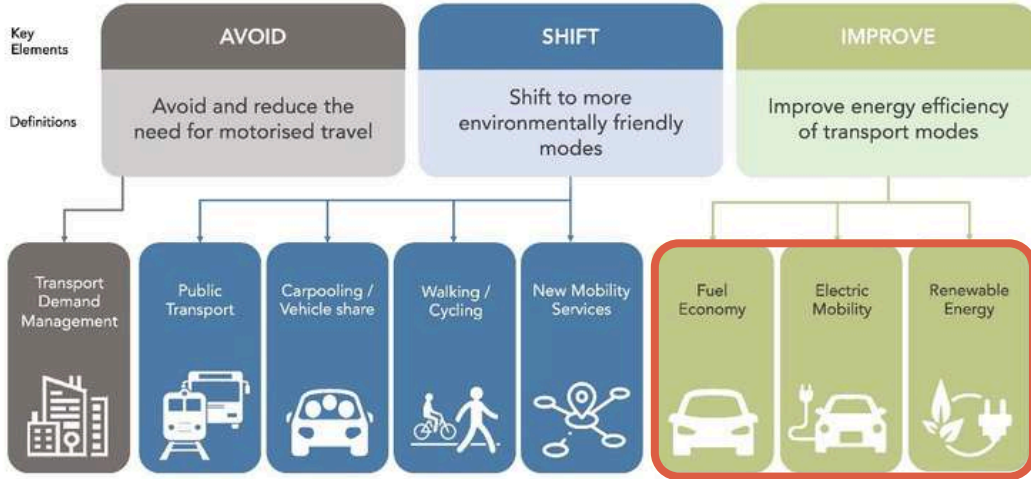 Key
Elements
AVOID
SHIFT
IMPROVE
Definitions
Avoid and reduce the
need for motorised travel
Shift to more
environmentally friendly
modes
Improve energy efficiency
of transport modes
Transport
Demand
Management
Public
Transport
Carpooling /
Vehicle share
Walking /
Cycling
New Mobility
Services
Fuel
Economy
Electric
Mobility
Renewable
Energy